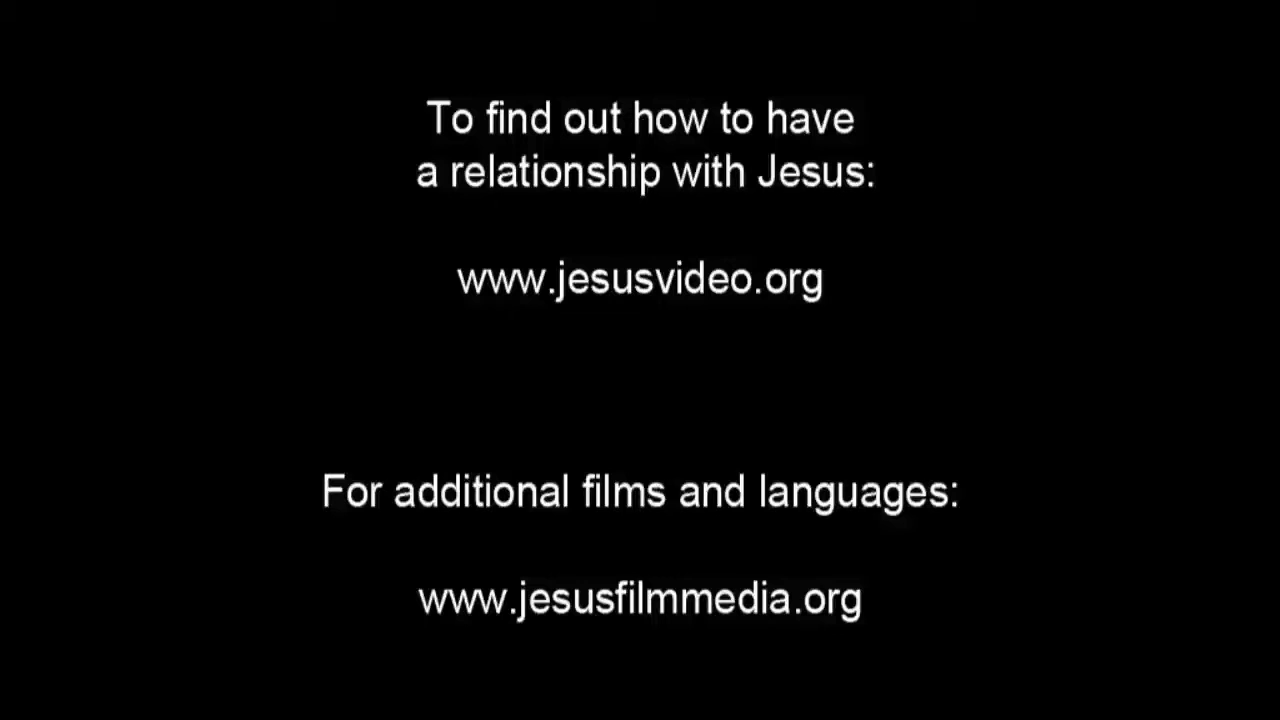 To find out how to have
a relationship with Jesus:
www.jesusvideo.org
For additional films and languages:
www.jesusfilmmedia.org